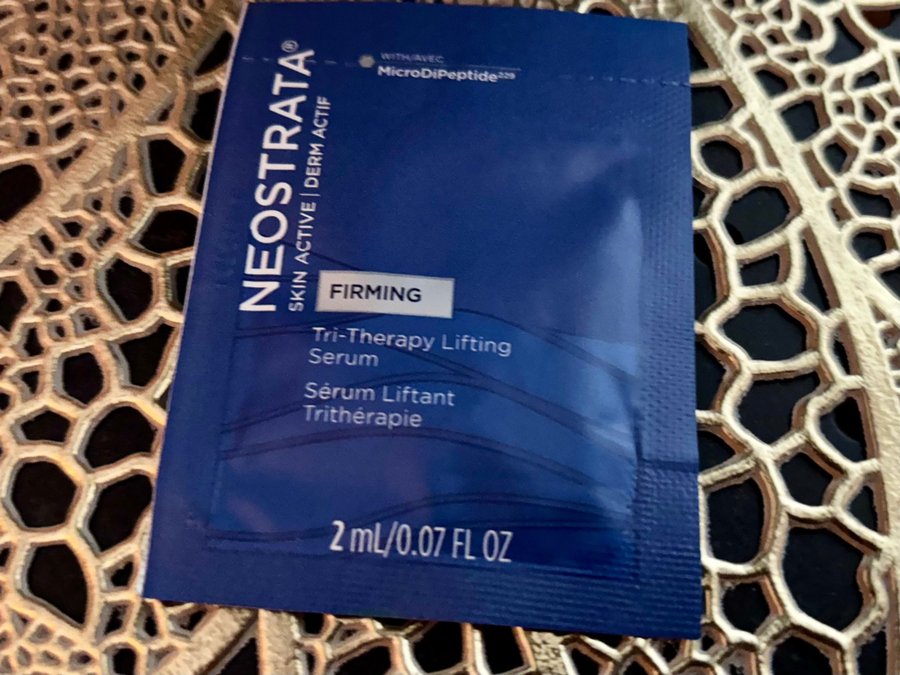 NEOSTRATA®
SKIN ACTIVE | DERM ACTIF
WITH/AVEC
MicroDiPeptide²²⁹
FIRMING
Tri-Therapy Lifting
Serum
Sérum Liftant
Trithérapie
2 mL/0.07 FL OZ